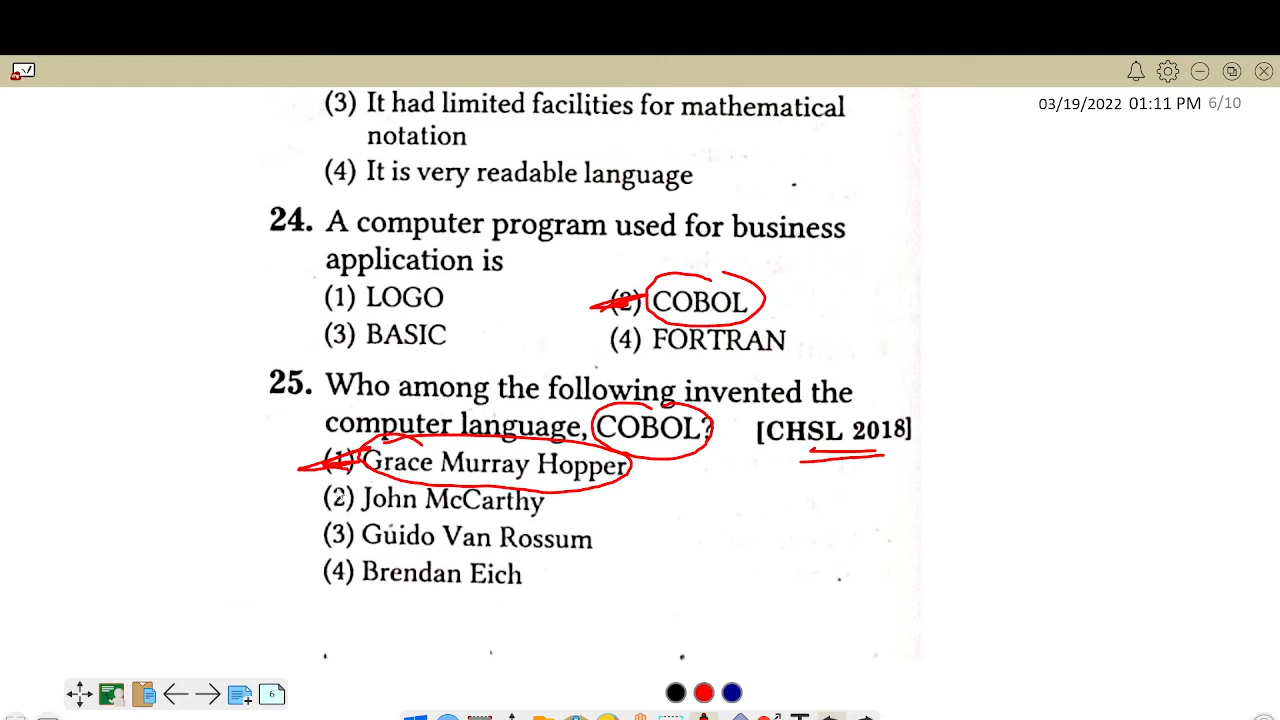 03/19/2022 01:11 PM 6/10
(3) It had limited facilities for mathematical
notation
(4) It is very readable language
24. A computer program used for business
application is
(1) LOGO (2) COBOL
(3) BASIC (4) FORTRAN
25. Who among the following invented the
computer language, COBOL? [CHSL 2018]
(1) Grace Murray Hopper
(2) John McCarthy
(3) Guido Van Rossum
(4) Brendan Eich
6